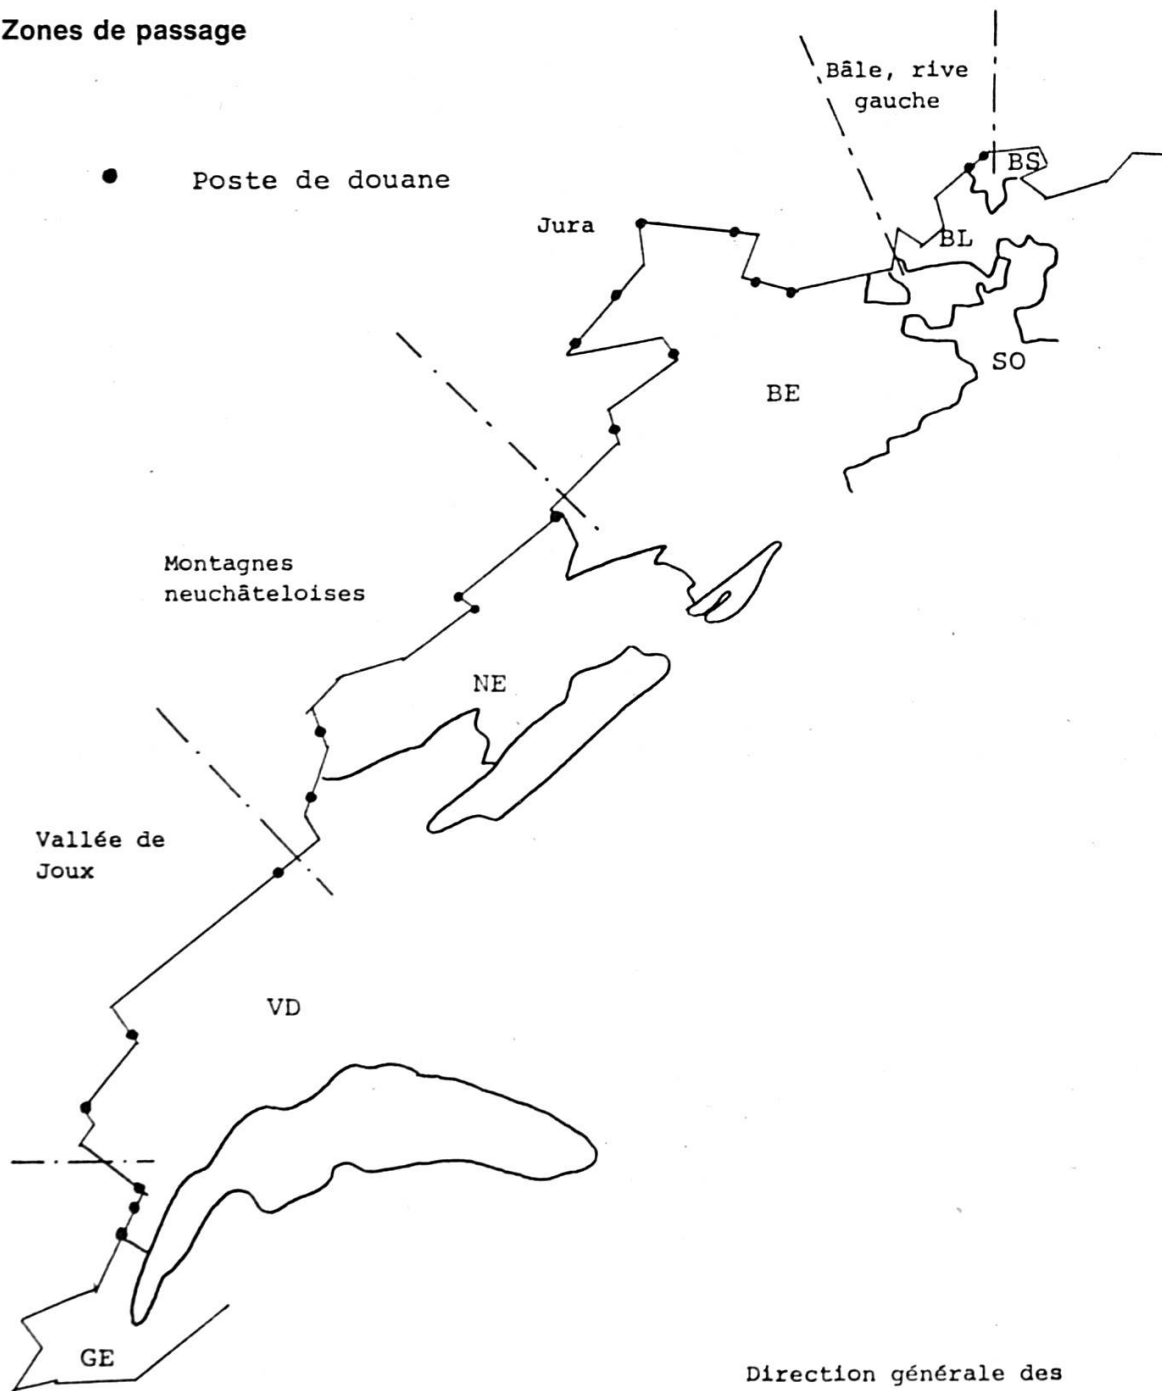 Zones de passage
Bâle, rive
gauche
BS
Poste de douane
Jura
BL
SO
BE
Montagnes
neuchâteloises
NE
Vallée de
Joux
VD
GE
Direction générale des